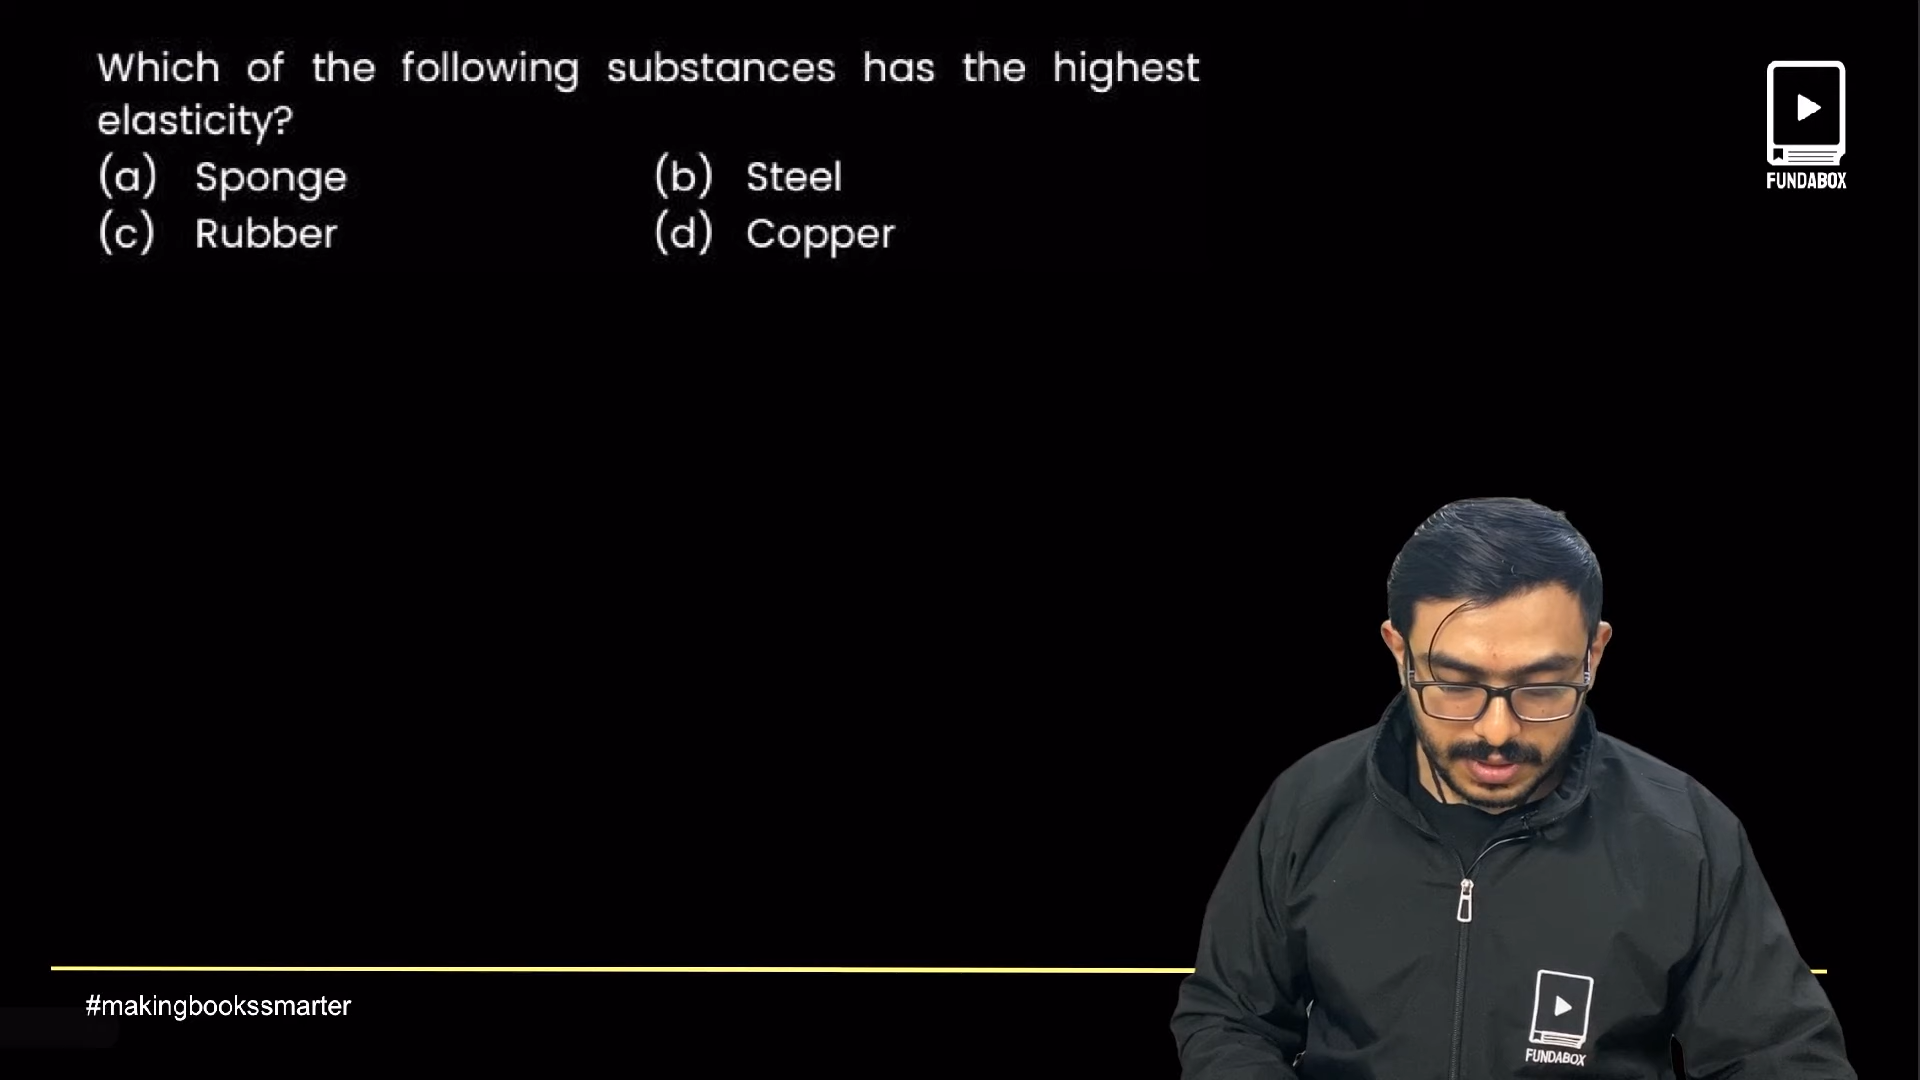 Which of the following substances has the highest
elasticity?
(a) Sponge (b) Steel
(c) Rubber (d) Copper
FUNDABOX
#makingbookssmarter
FUNDABOX